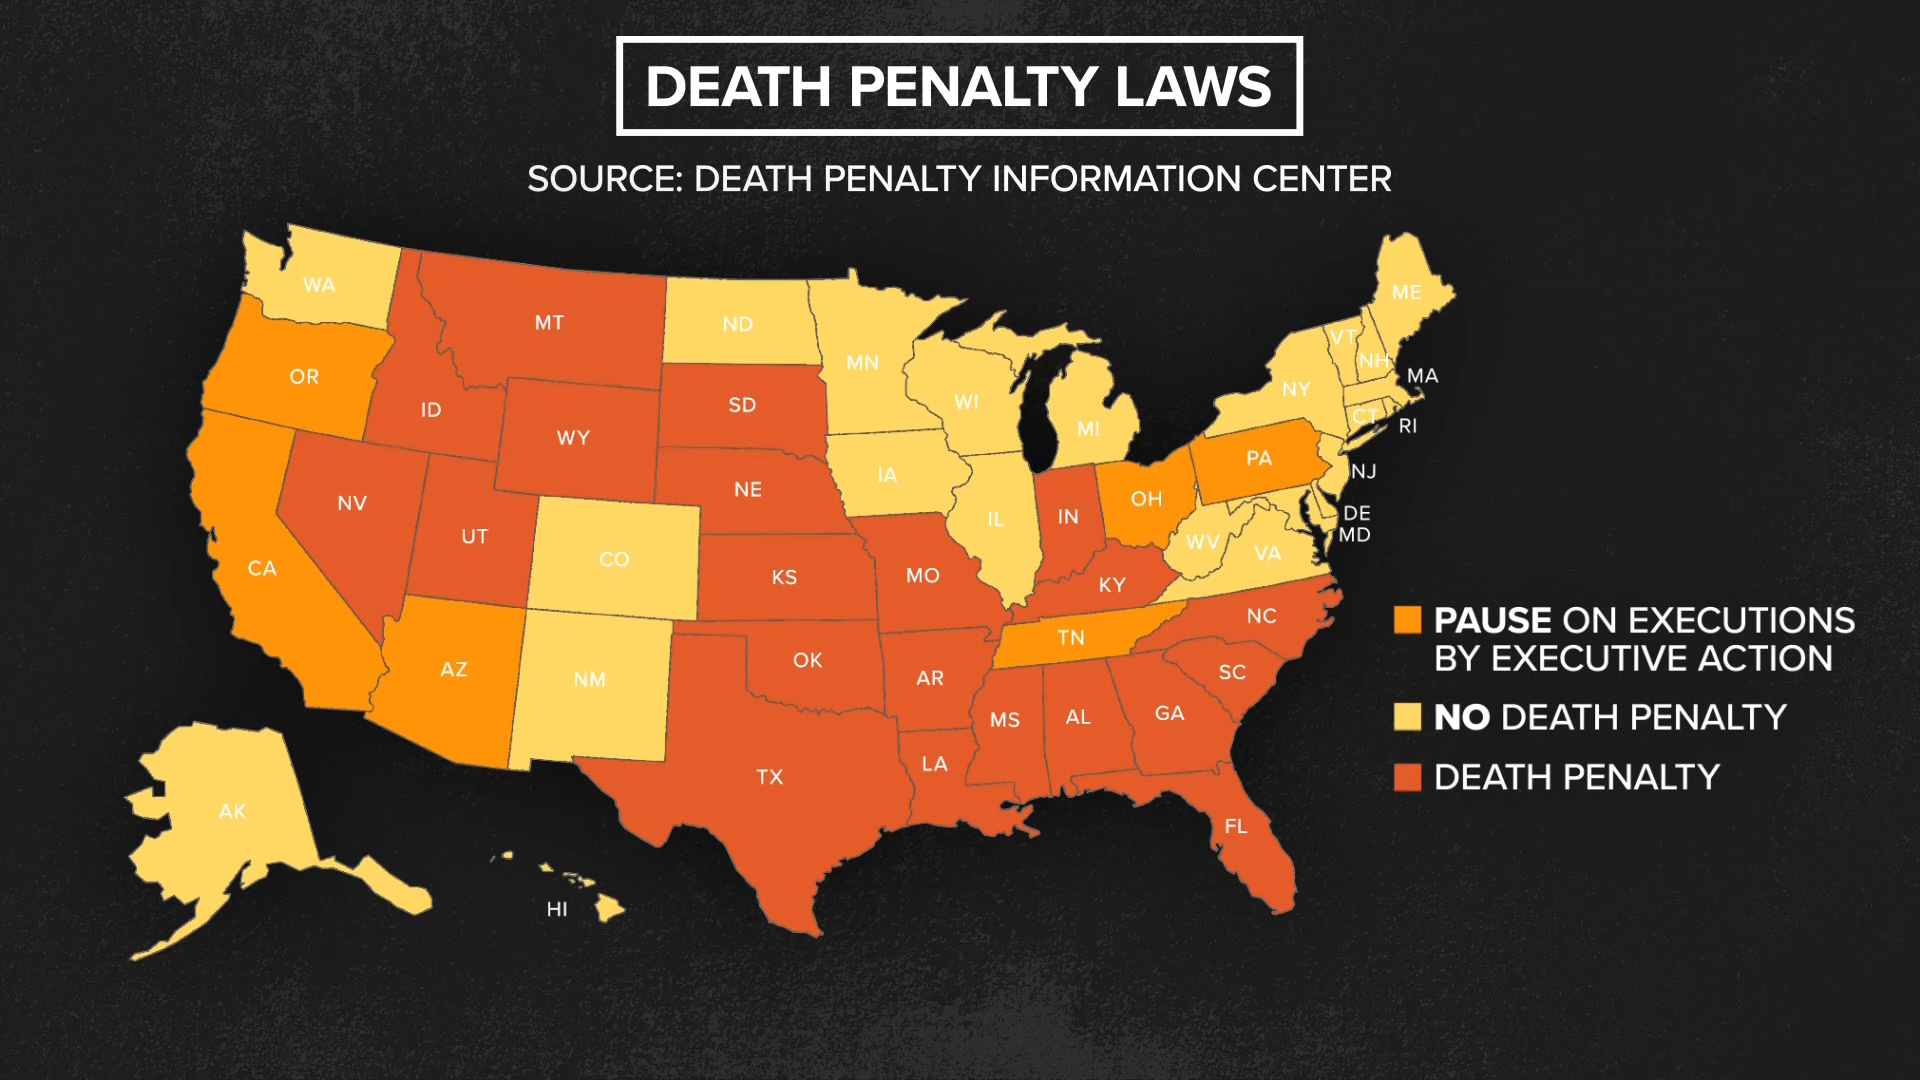 DEATH PENALTY LAWS
SOURCE: DEATH PENALTY INFORMATION CENTER
WA
MT
ND
MN
ME
VT
NH
OR
ID
WY
SD
WI
MI
NY
MA
CT
RI
NV
UT
NE
IA
IL
IN
OH
PA
NJ
DE
MD
CA
CO
KS
MO
KY
WV
VA
AZ
NM
OK
AR
TN
NC
SC
TX
LA
MS
AL
GA
FL
AK
HI
PAUSE ON EXECUTIONS
BY EXECUTIVE ACTION
NO DEATH PENALTY
DEATH PENALTY